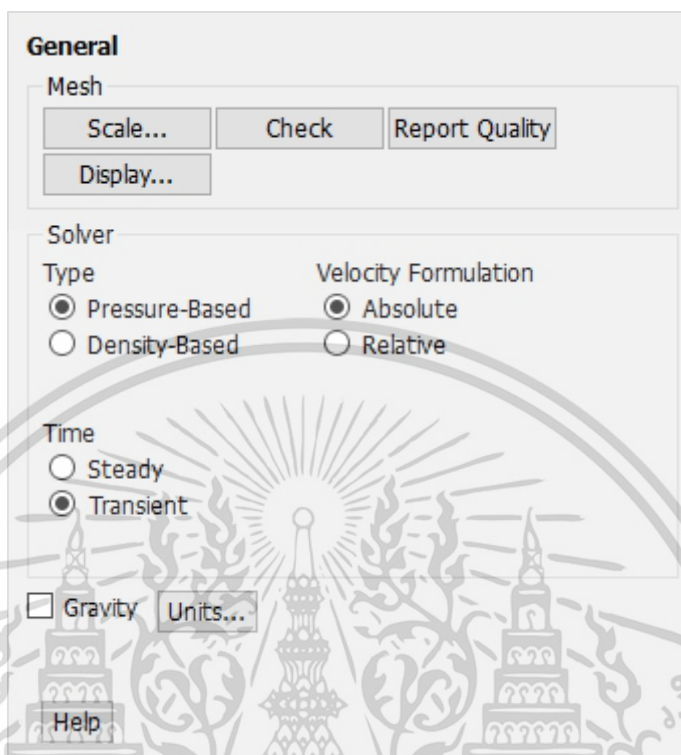 General
Mesh
Scale... Check Report Quality
Display...
Solver
Type Velocity Formulation
Pressure-Based Absolute
Density-Based Relative
Time
Steady
Transient
Gravity Units...
Help